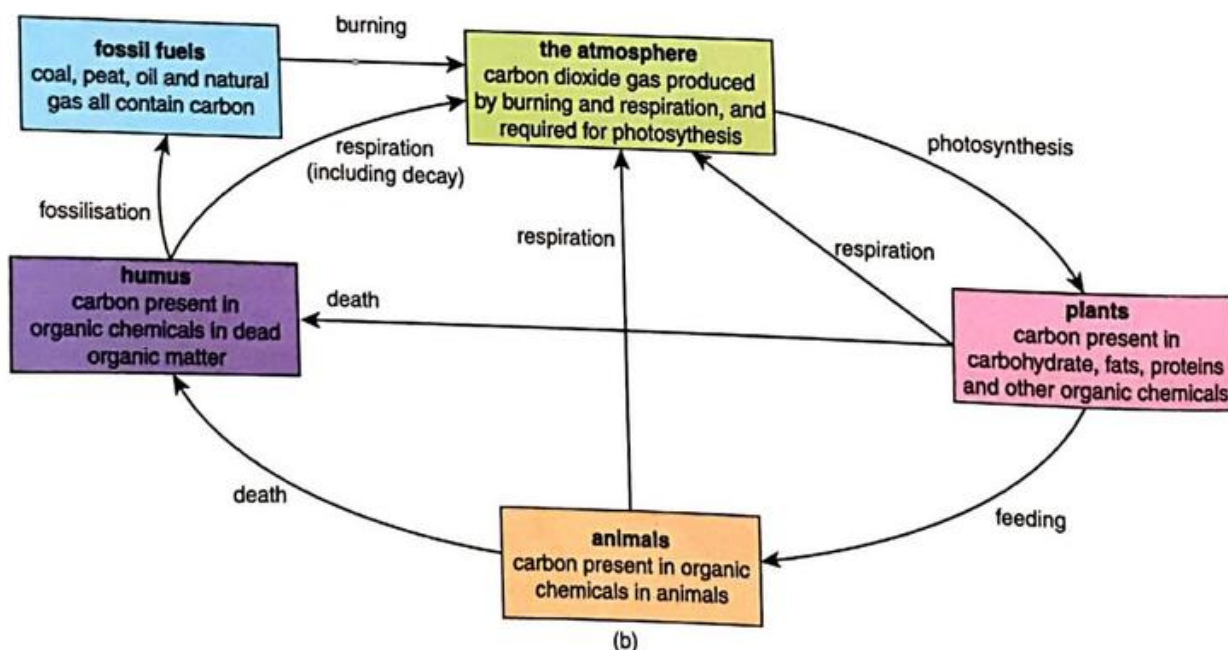 burning
fossil fuels
coal, peat, oil and natural
gas all contain carbon
the atmosphere
carbon dioxide gas produced
by burning and respiration, and
required for photosythesis
respiration
(including decay)
photosynthesis
fossilisation
respiration
respiration
humus
carbon present in
organic chemicals in dead
organic matter
death
plants
carbon present in
carbohydrate, fats, proteins
and other organic chemicals
death
feeding
animals
carbon present in organic
chemicals in animals
(b)